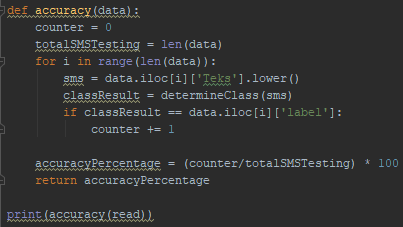 def accuracy(data):
    counter = 0
    totalSMSTesting = len(data)
    for i in range(len(data)):
        sms = data.iloc[i]['Teks'].lower()
        classResult = determineClass(sms)
        if classResult == data.iloc[i]['label']:
            counter += 1

    accuracyPercentage = (counter/totalSMSTesting) * 100
    return accuracyPercentage

print(accuracy(read))